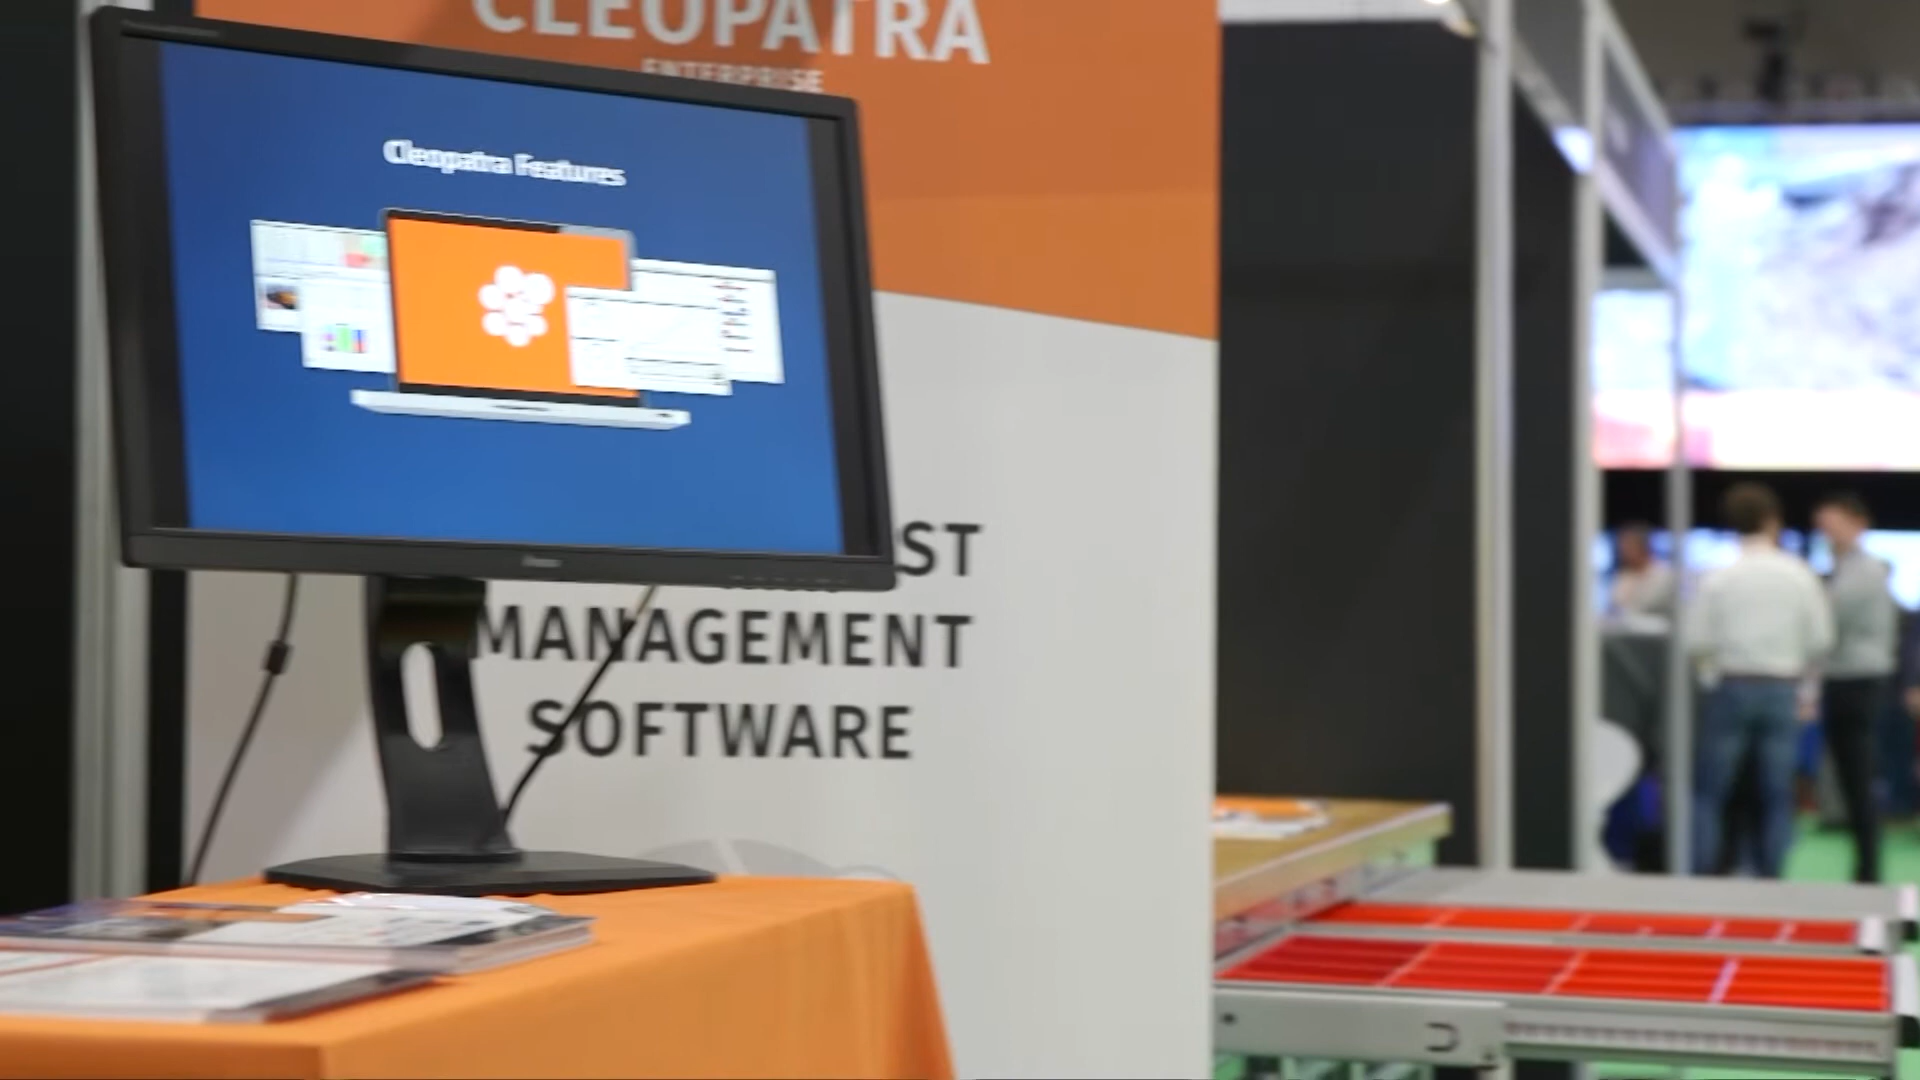 CLEOPATRA
ENTERPRISE
Cleopatra Features
ST
MANAGEMENT
SOFTWARE